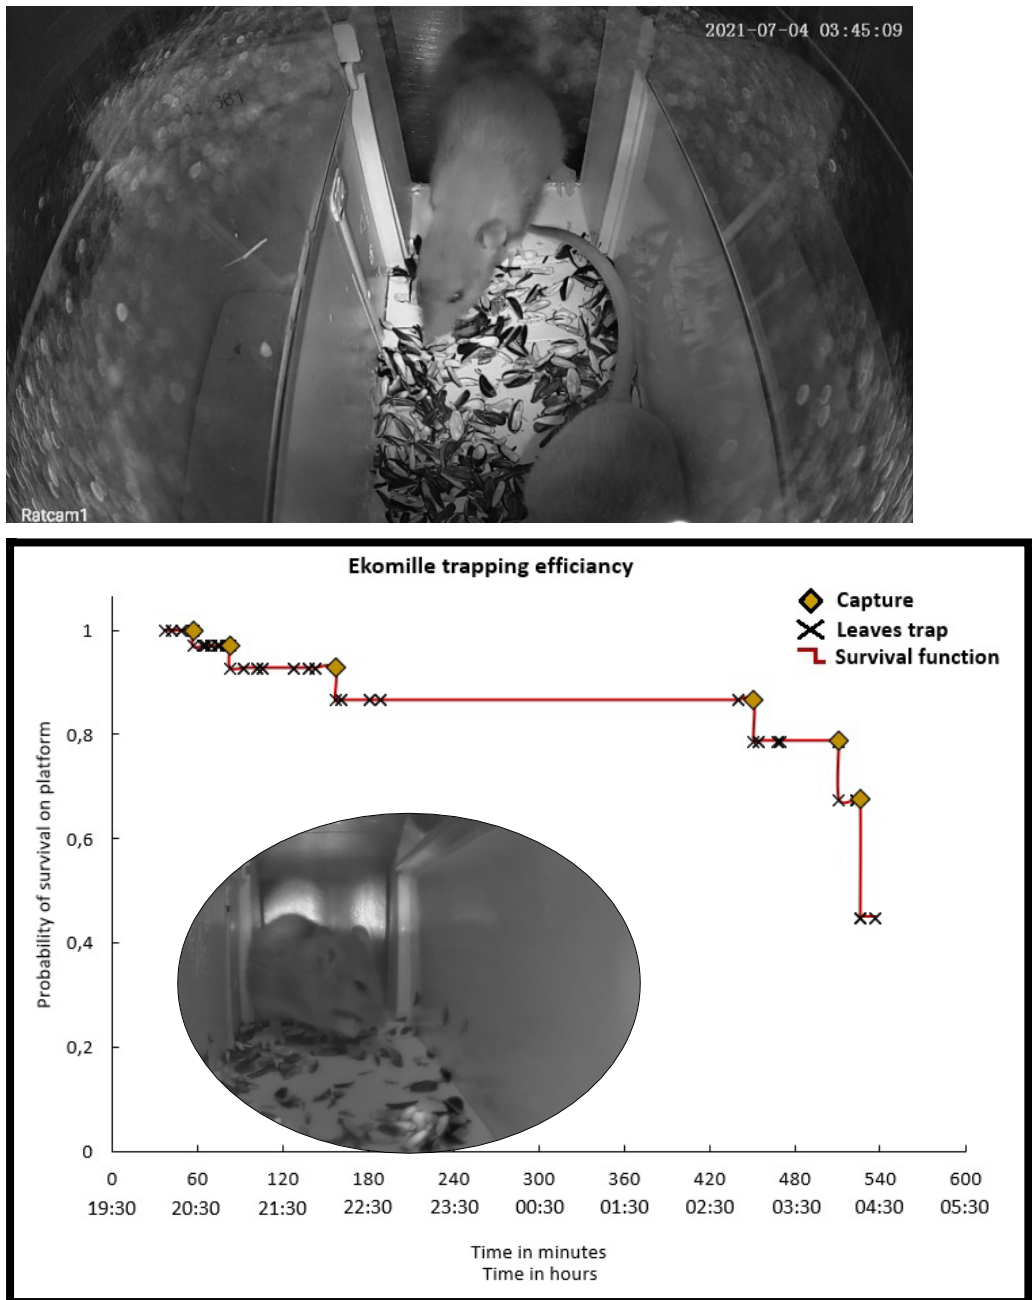 2021-07-04 03:45:09
Ratcam1
Ekomille trapping efficiancy
Capture
Leaves trap
Survival function
Probability of survival on platform
1
0,8
0,6
0,4
0,2
0
0 60 120 180 240 300 360 420 480 540 600
19:30 20:30 21:30 22:30 23:30 00:30 01:30 02:30 03:30 04:30 05:30
Time in minutes
Time in hours